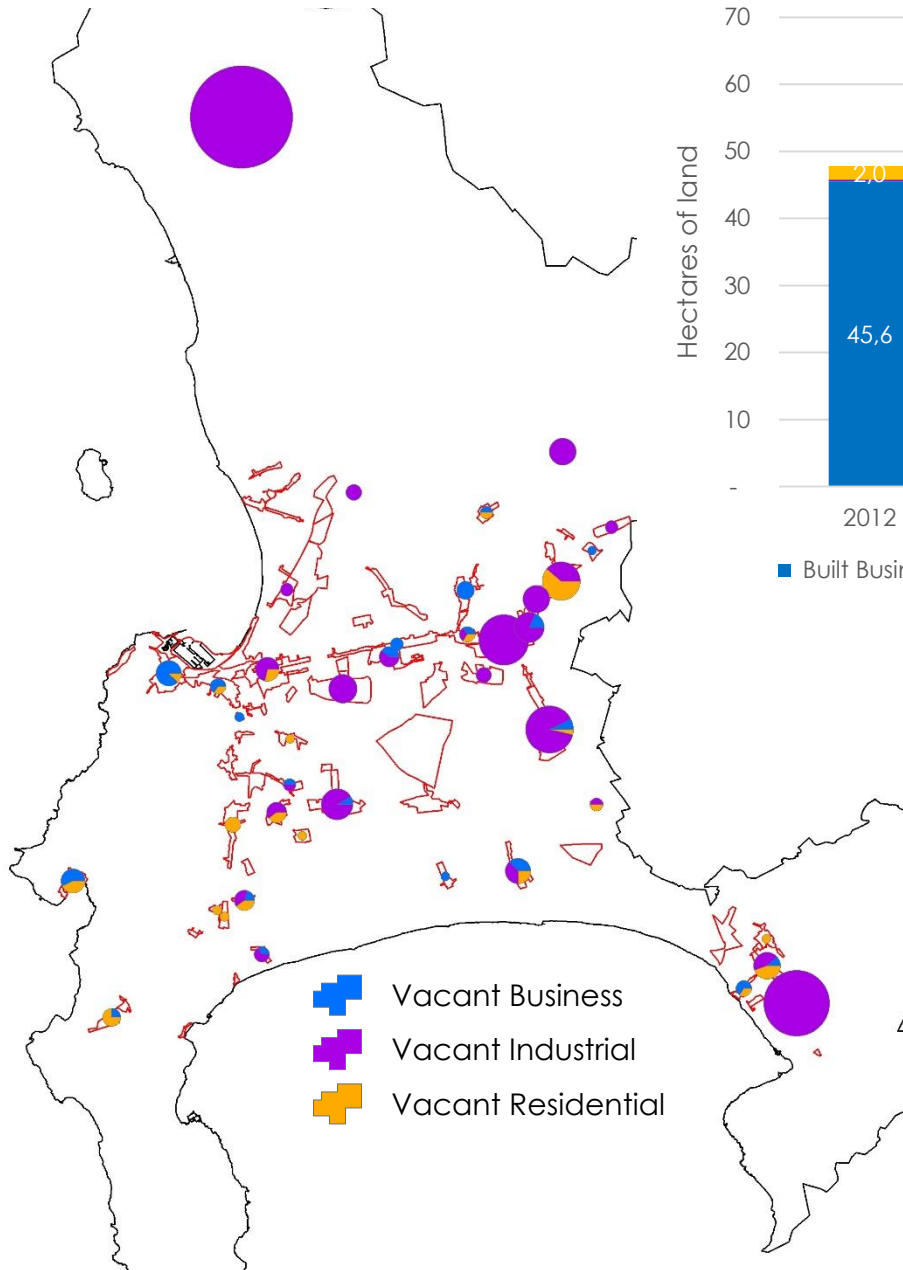 70
60
50
40
30
20
10
-
Hectares of land
2,0
45,6
2012
Built Busin
Vacant Business
Vacant Industrial
Vacant Residential